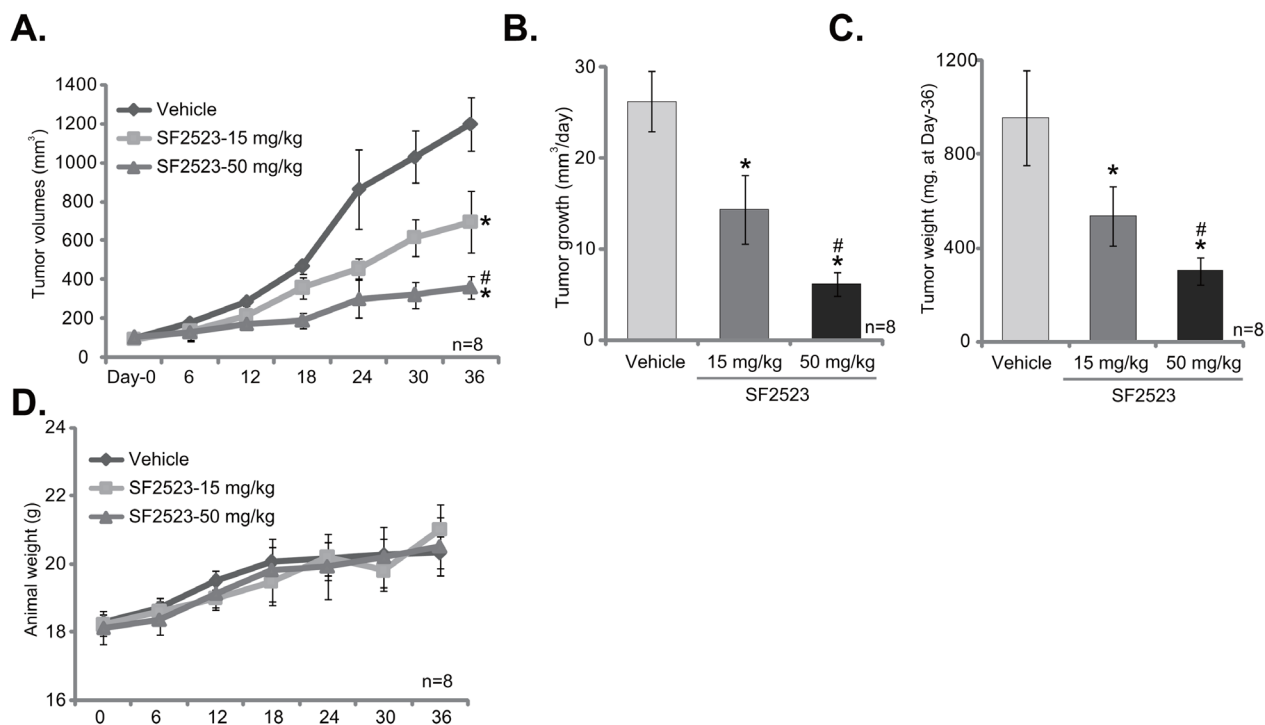 A.
Tumor volumes (mm³)
1400
1200
1000
800
600
400
200
0
Vehicle
SF2523-15 mg/kg
SF2523-50 mg/kg
*
#
*
n=8
Day-0 6 12 18 24 30 36
B.
Tumor growth (mm³/day)
30
20
10
0
*
#
*
n=8
Vehicle 15 mg/kg 50 mg/kg
SF2523
C.
Tumor weight (mg, at Day-36)
1200
800
400
0
*
#
*
n=8
Vehicle 15 mg/kg 50 mg/kg
SF2523
D.
Animal weight (g)
24
22
20
18
16
Vehicle
SF2523-15 mg/kg
SF2523-50 mg/kg
n=8
0 6 12 18 24 30 36